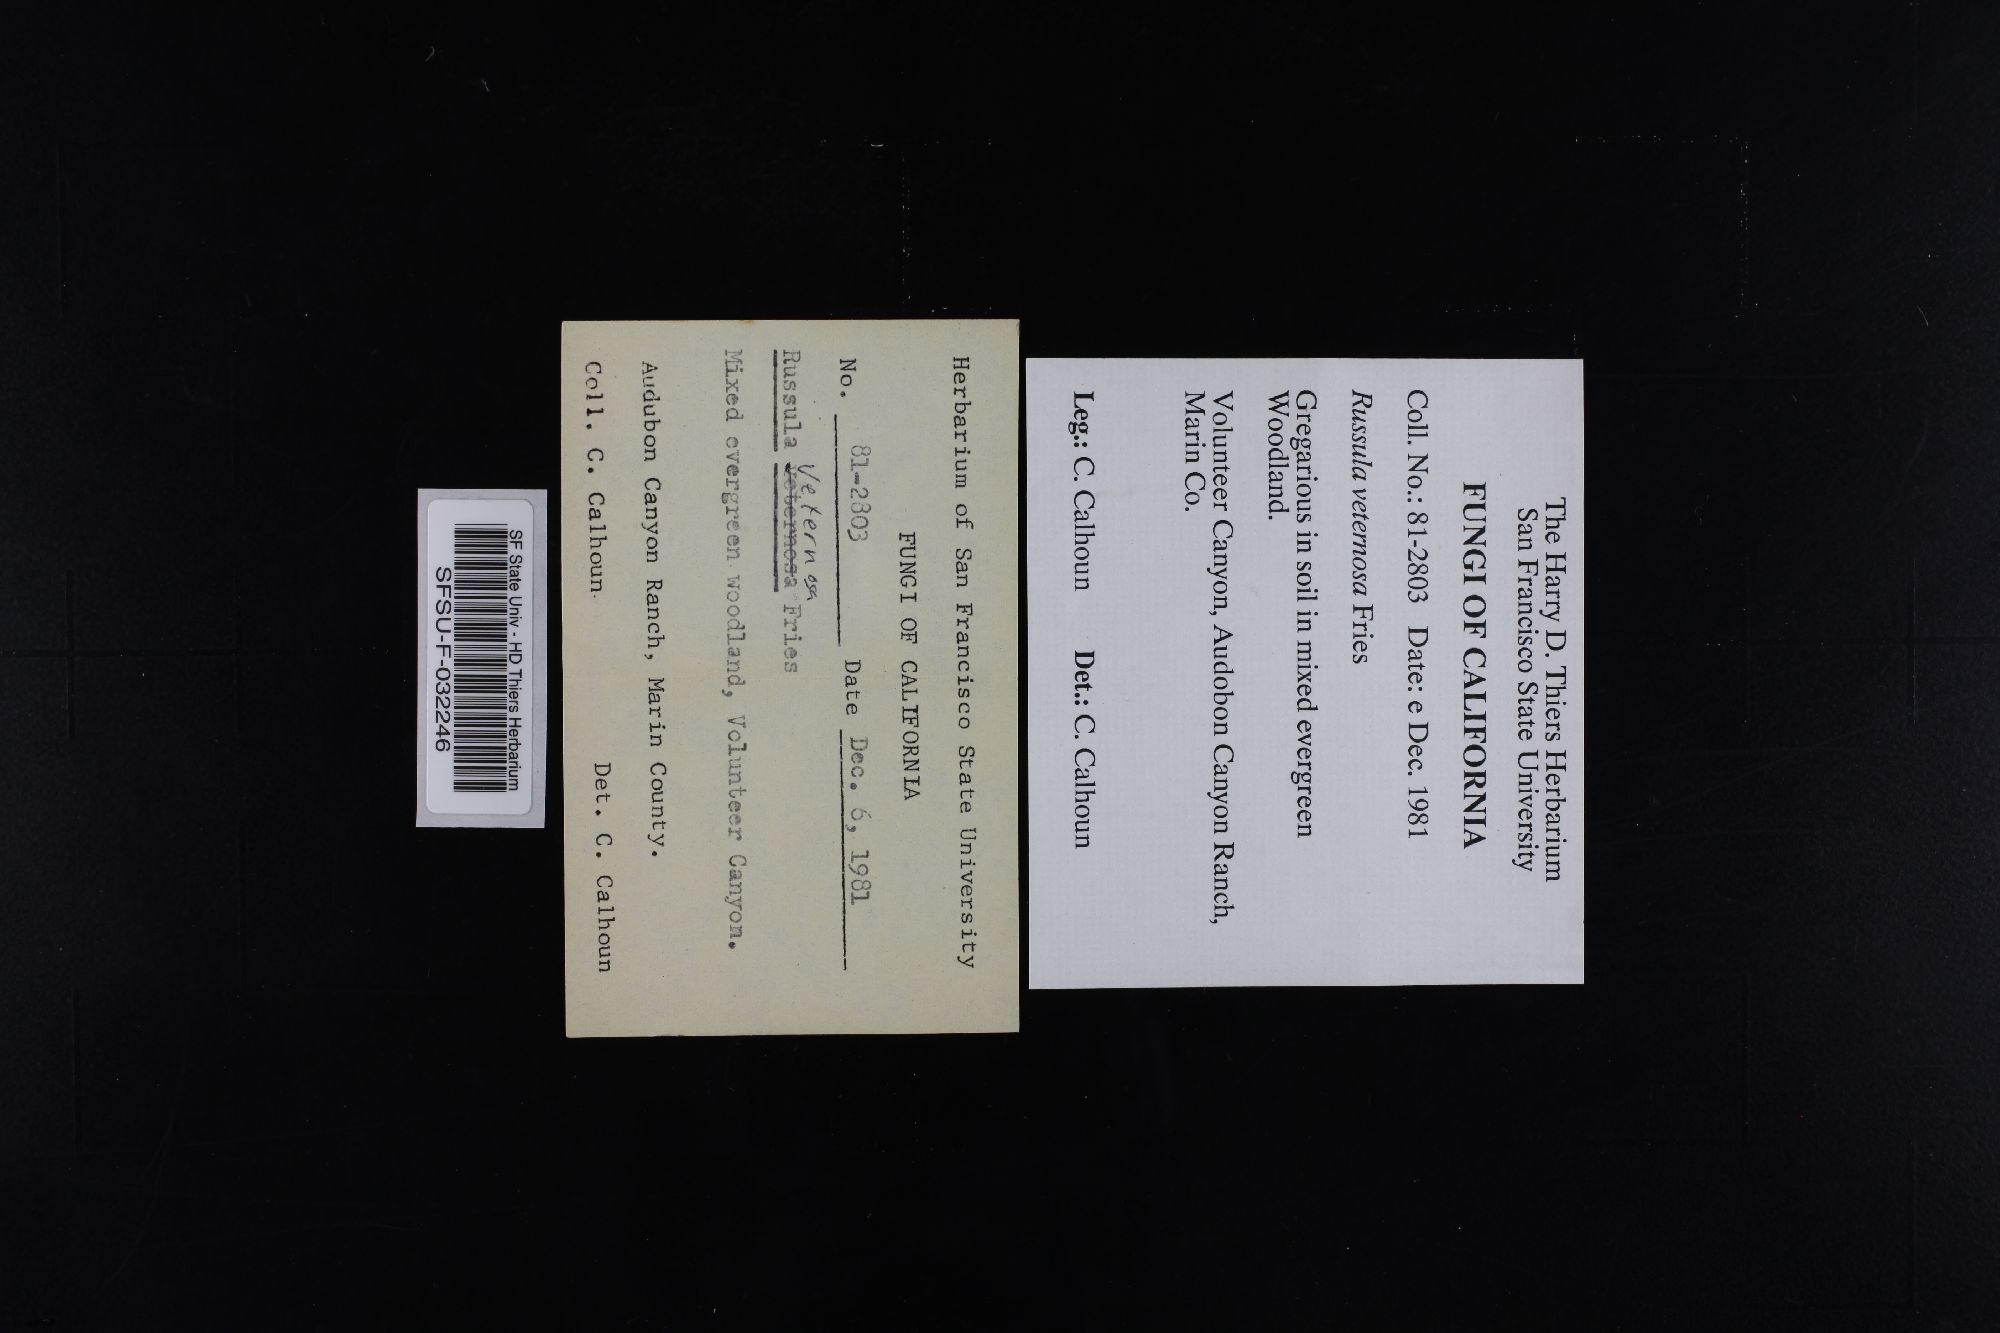 The Harry D. Thiers Herbarium
San Francisco State University
FUNGI OF CALIFORNIA
Coll. No.: 81-2803 Date: e Dec. 1981
Russula veternosa Fries
Gregarious in soil in mixed evergreen
Woodland.
Volunteer Canyon, Audobon Canyon Ranch,
Marin Co.
Leg.: C. Calhoun Det.: C. Calhoun
Herbarium of San Francisco State University
FUNGI OF CALIFORNIA
No. 81-2803 Date Dec. 6, 1981
Veternosa
Russula Veternosa Fries
Mixed evergreen woodland, Volunteer Canyon.
Audubon Canyon Ranch, Marin County.
Coll. C. Calhoun Det. C. Calhoun
SF State Univ - HD Thiers Herbarium
SFSU-F-032246